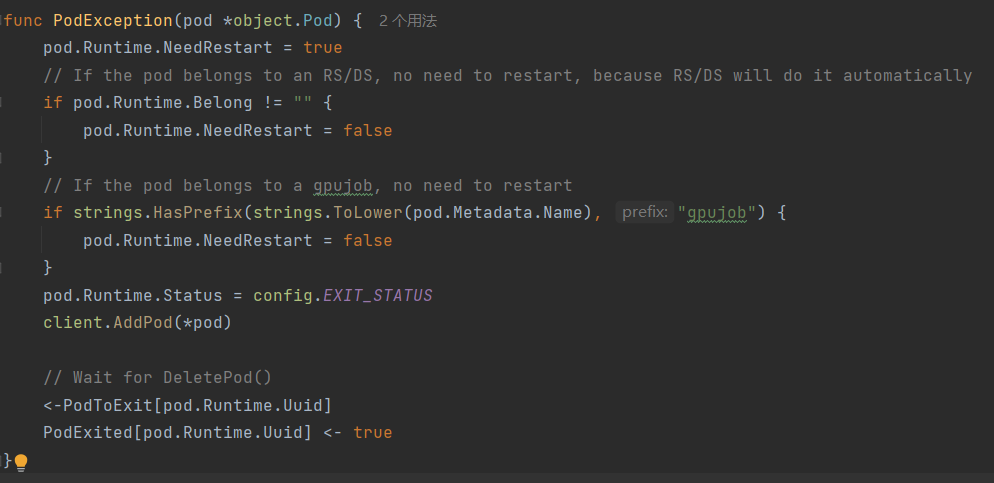 func PodException(pod *object.Pod) { 2 个用法
    pod.Runtime.NeedRestart = true
    // If the pod belongs to an RS/DS, no need to restart, because RS/DS will do it automatically
    if pod.Runtime.Belong != "" {
        pod.Runtime.NeedRestart = false
    }
    // If the pod belongs to a gpujob, no need to restart
    if strings.HasPrefix(strings.ToLower(pod.Metadata.Name), prefix: "gpujob") {
        pod.Runtime.NeedRestart = false
    }
    pod.Runtime.Status = config.EXIT_STATUS
    client.AddPod(*pod)

    // Wait for DeletePod()
    <-PodToExit[pod.Runtime.Uuid]
    PodExited[pod.Runtime.Uuid] <- true
}